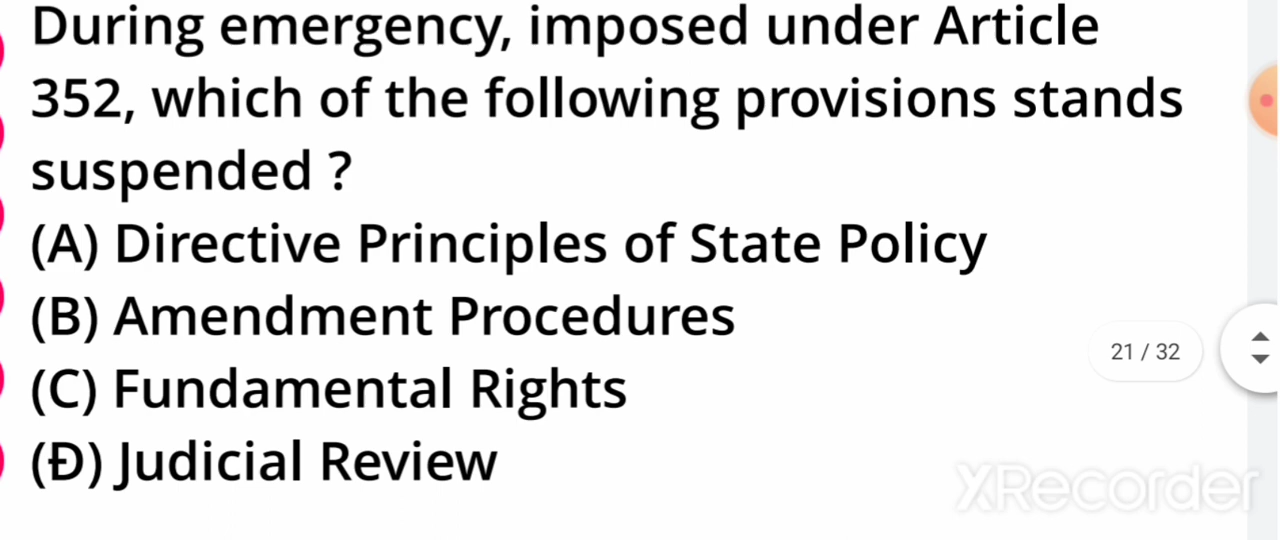 During emergency, imposed under Article
352, which of the following provisions stands
suspended ?
(A) Directive Principles of State Policy
(B) Amendment Procedures
(C) Fundamental Rights
(Đ) Judicial Review
21 / 32
XRecorder